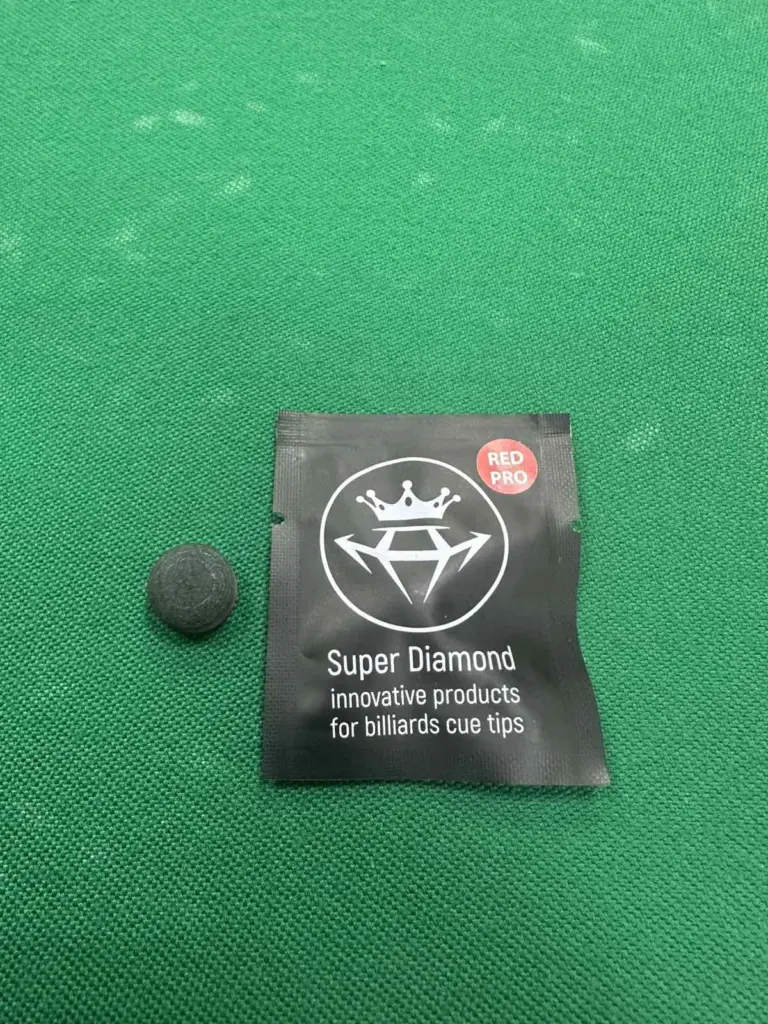 RED
PRO
Super Diamond
innovative products
for billiards cue tips